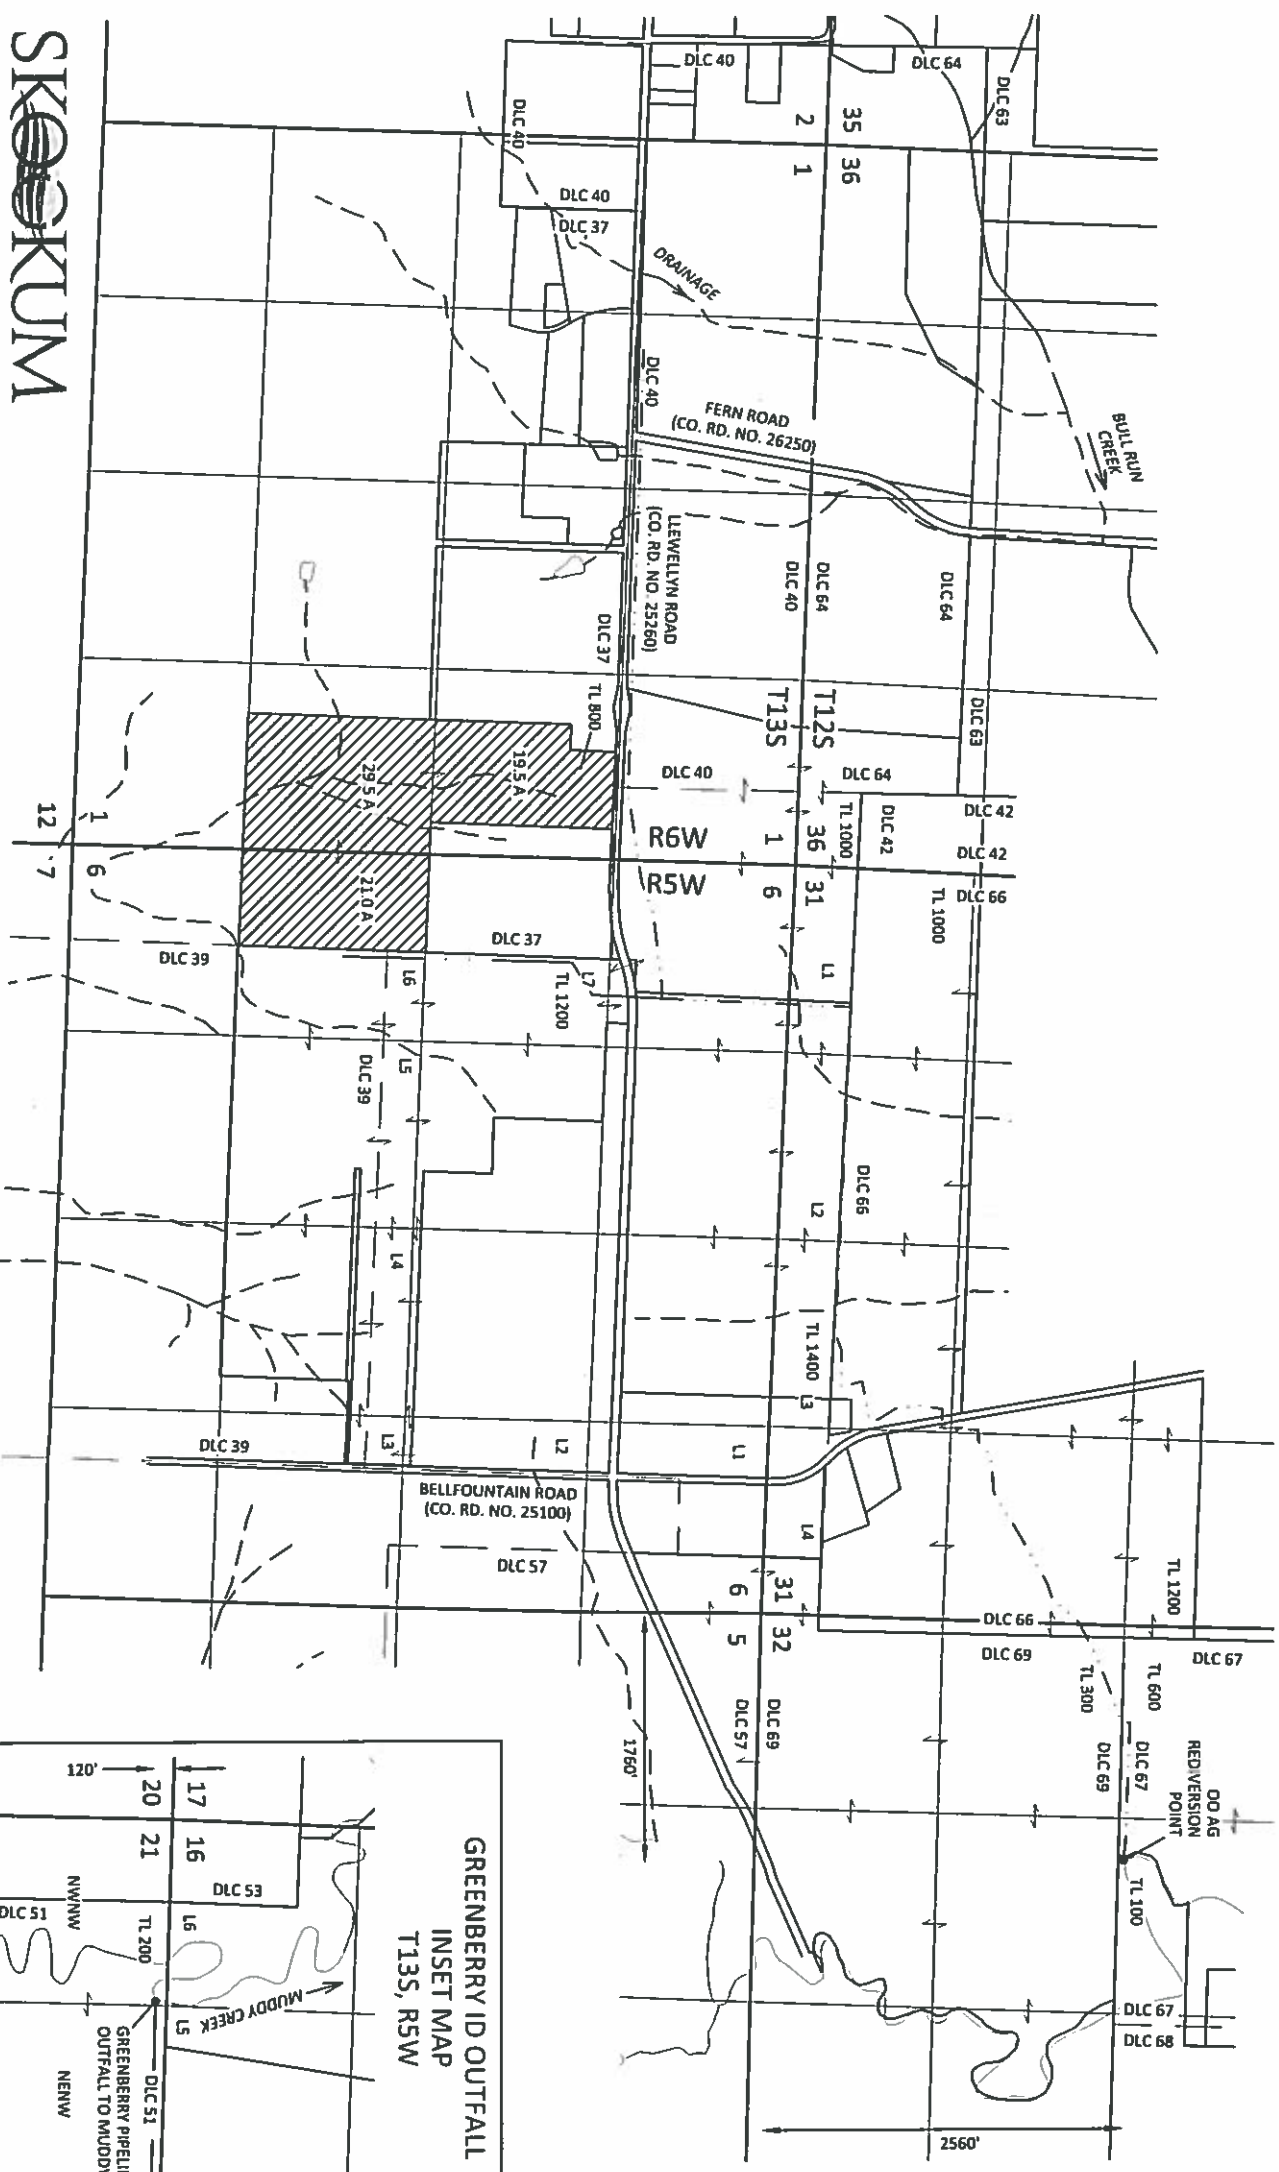 SKOOKUM
DLC 40
DLC 64
DLC 63
35
36
2
1
DLC 40
DLC 40
DLC 37
DRAINAGE
DLC 40
FERN ROAD
(CO. RD. NO. 26250)
BULL RUN
CREEK
LLEWELLYN ROAD
(CO. RD. NO. 25260)
DLC 64
DLC 40
DLC 64
DLC 37
TL 800
T12S
T13S
DLC 63
DLC 40
DLC 64
DLC 42
19.5 A
29.5 A
21.0 A
TL 1000
DLC 42
DLC 42
R6W
R5W
1
36
6
31
12
1
7
6
DLC 66
TL 1000
DLC 39
DLC 37
L6
L7
TL 1200
L1
L5
DLC 39
DLC 66
L2
L4
TL 1400
L3
DLC 39
L3
L2
L1
BELLFOUNTAIN ROAD
(CO. RD. NO. 25100)
L4
DLC 57
31
32
6
5
TL 1200
DLC 66
DLC 69
DLC 67
TL 300
TL 600
DLC 69
DLC 57
DLC 67
DLC 69
OO AG
REDIVERSION
POINT
1760'
TL 100
DLC 67
DLC 68
2560'
GREENBERRY ID OUTFALL
INSET MAP
T13S, R5W
120'
17
20
16
21
DLC 53
NWNW
DLC 51
L6
TL 200
MUDDY CREEK
L5
GREENBERRY PIPELI
OUTFALL TO MUDDY
DLC 51
NENW